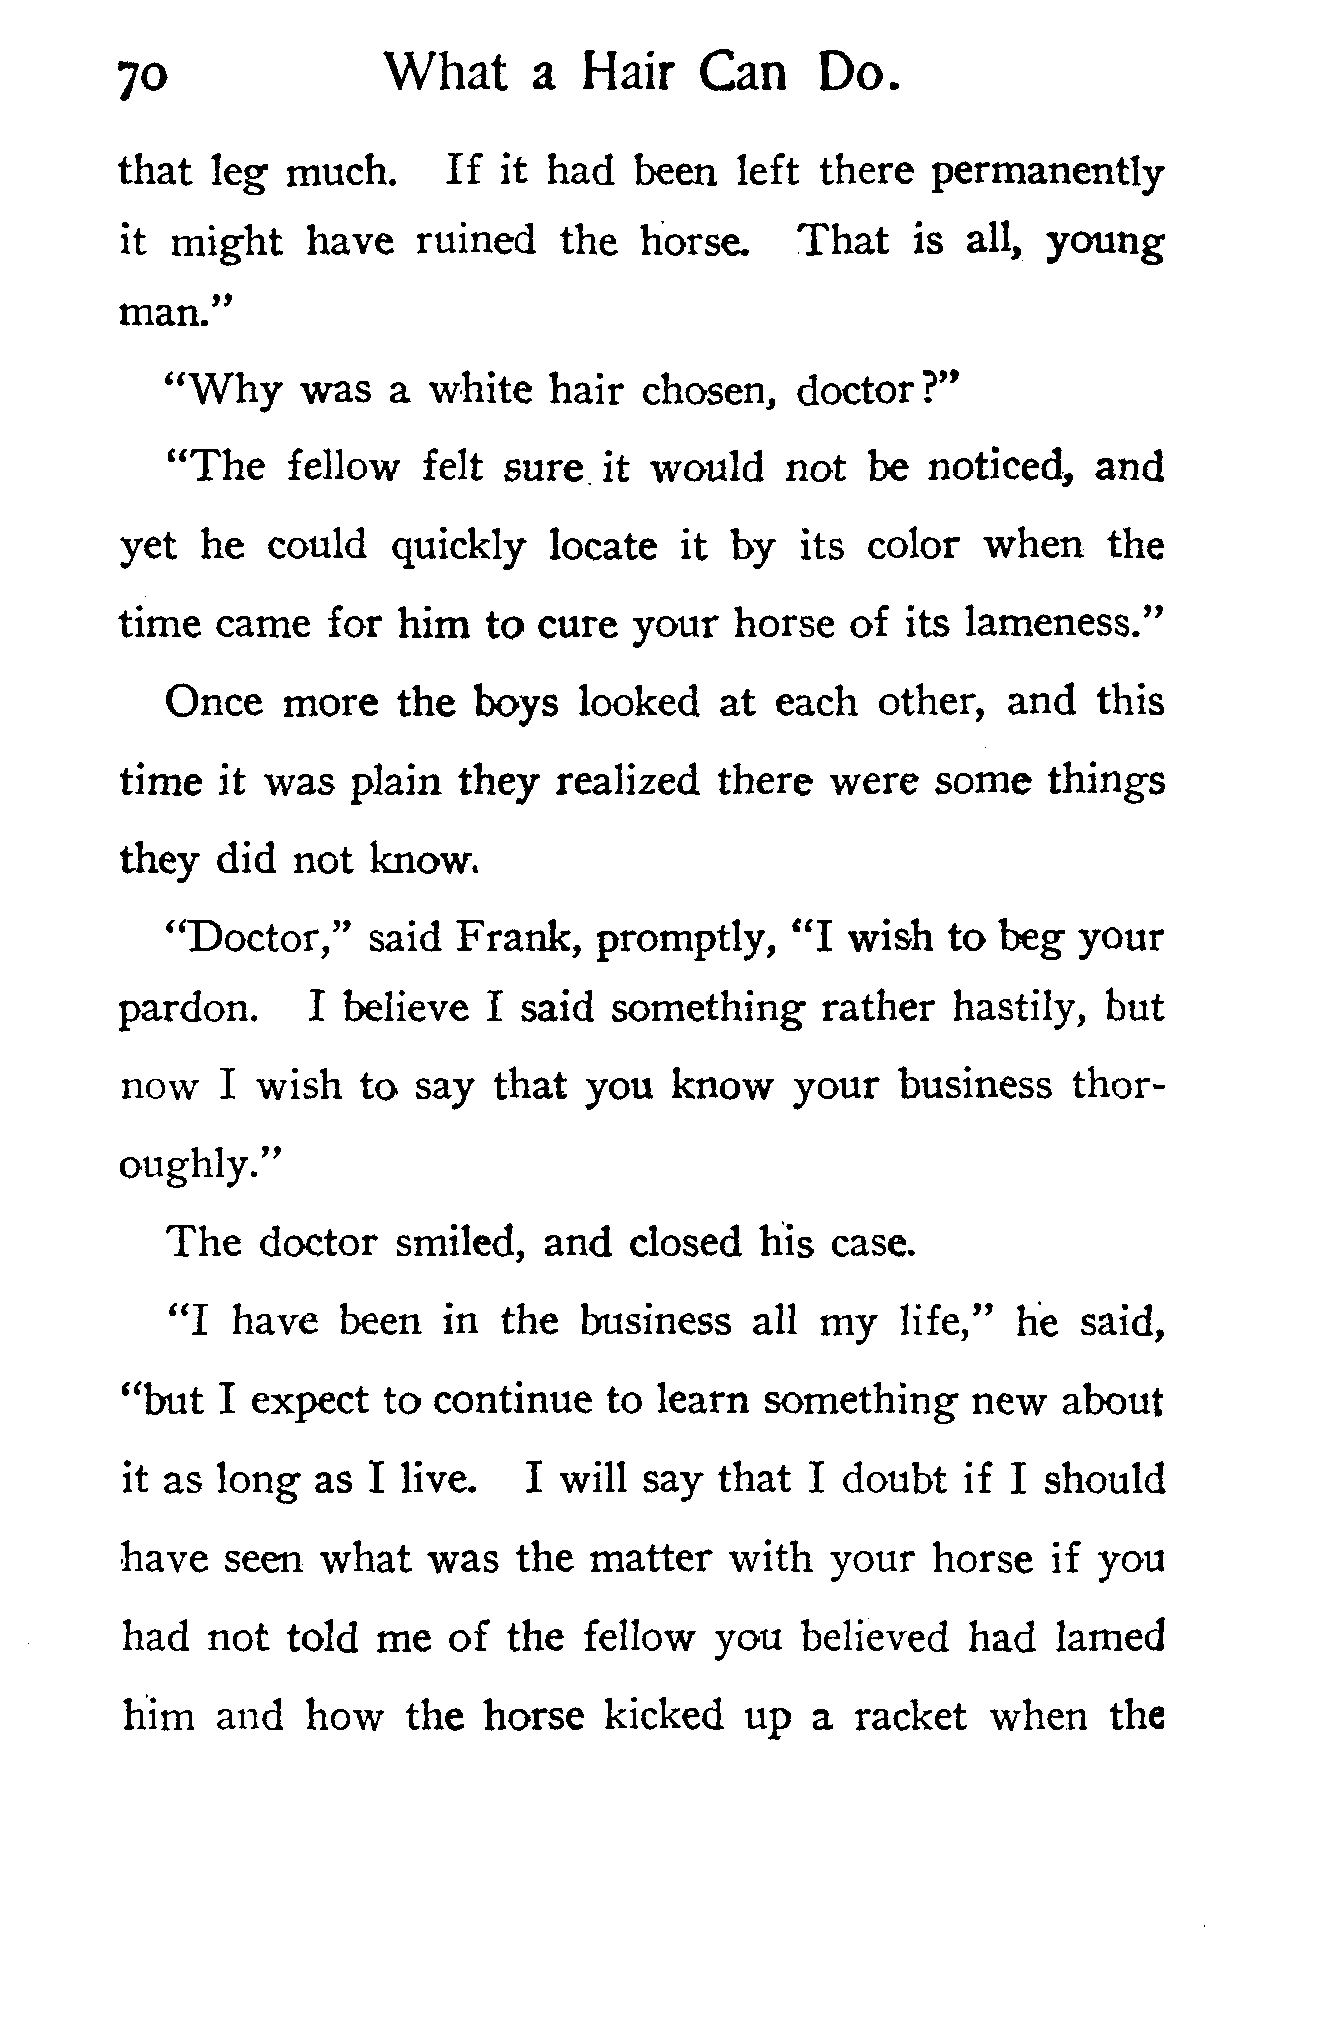 70 What a Hair Can Do.
that leg much. If it had been left there permanently
it might have ruined the horse. That is all, young
man."
"Why was a white hair chosen, doctor?"
"The fellow felt sure it would not be noticed, and
yet he could quickly locate it by its color when the
time came for him to cure your horse of its lameness."
Once more the boys looked at each other, and this
time it was plain they realized there were some things
they did not know.
"Doctor," said Frank, promptly, "I wish to beg your
pardon. I believe I said something rather hastily, but
now I wish to say that you know your business thor-
oughly."
The doctor smiled, and closed his case.
"I have been in the business all my life," he said,
"but I expect to continue to learn something new about
it as long as I live. I will say that I doubt if I should
have seen what was the matter with your horse if you
had not told me of the fellow you believed had lamed
him and how the horse kicked up a racket when the